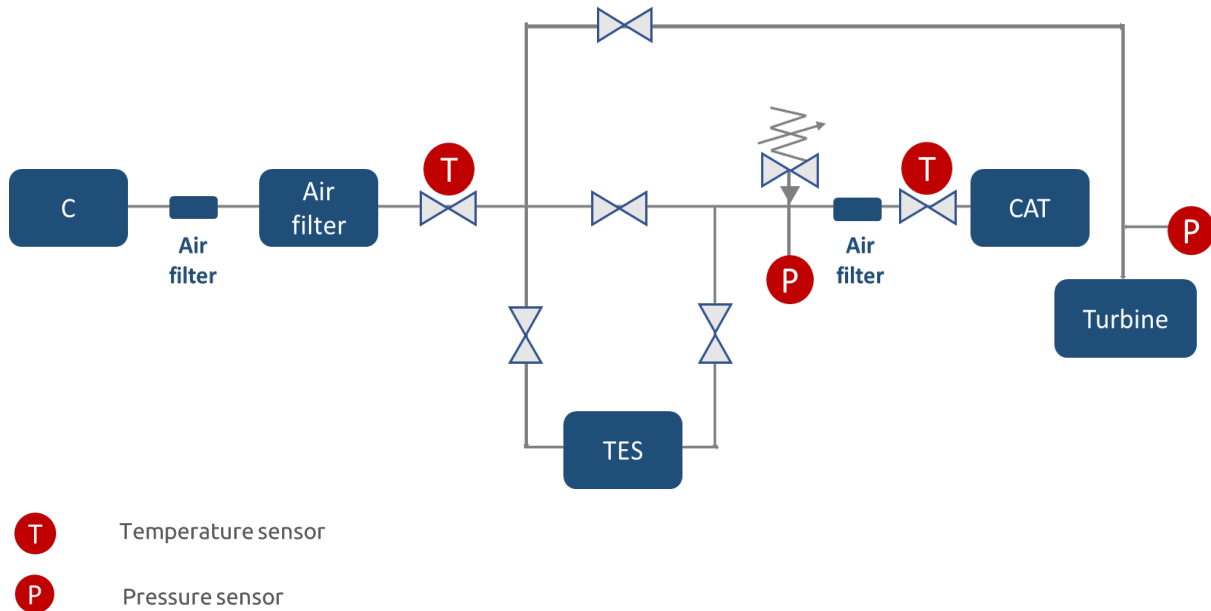 T
T
C
Air
filter
CAT
Air
filter
Air
filter
P
P
Turbine
TES
T
Temperature sensor
P
Pressure sensor